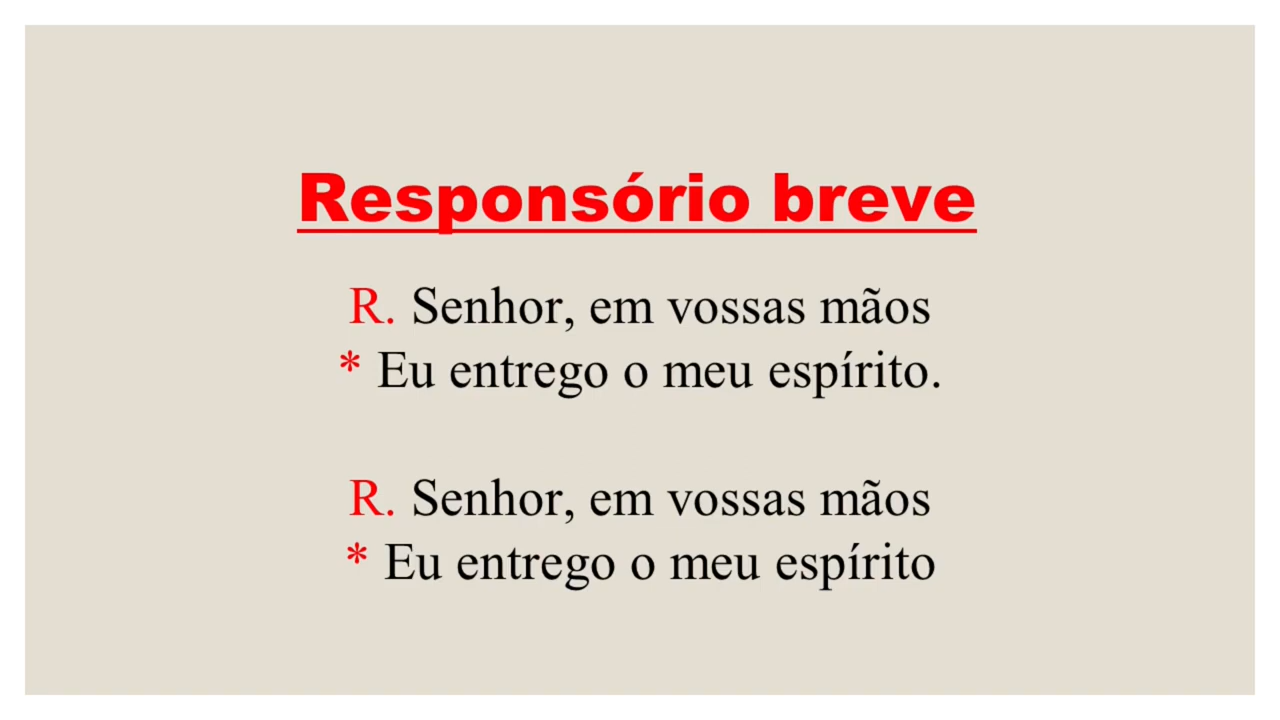 Responsório breve
R. Senhor, em vossas mãos
* Eu entrego o meu espírito.
R. Senhor, em vossas mãos
* Eu entrego o meu espírito